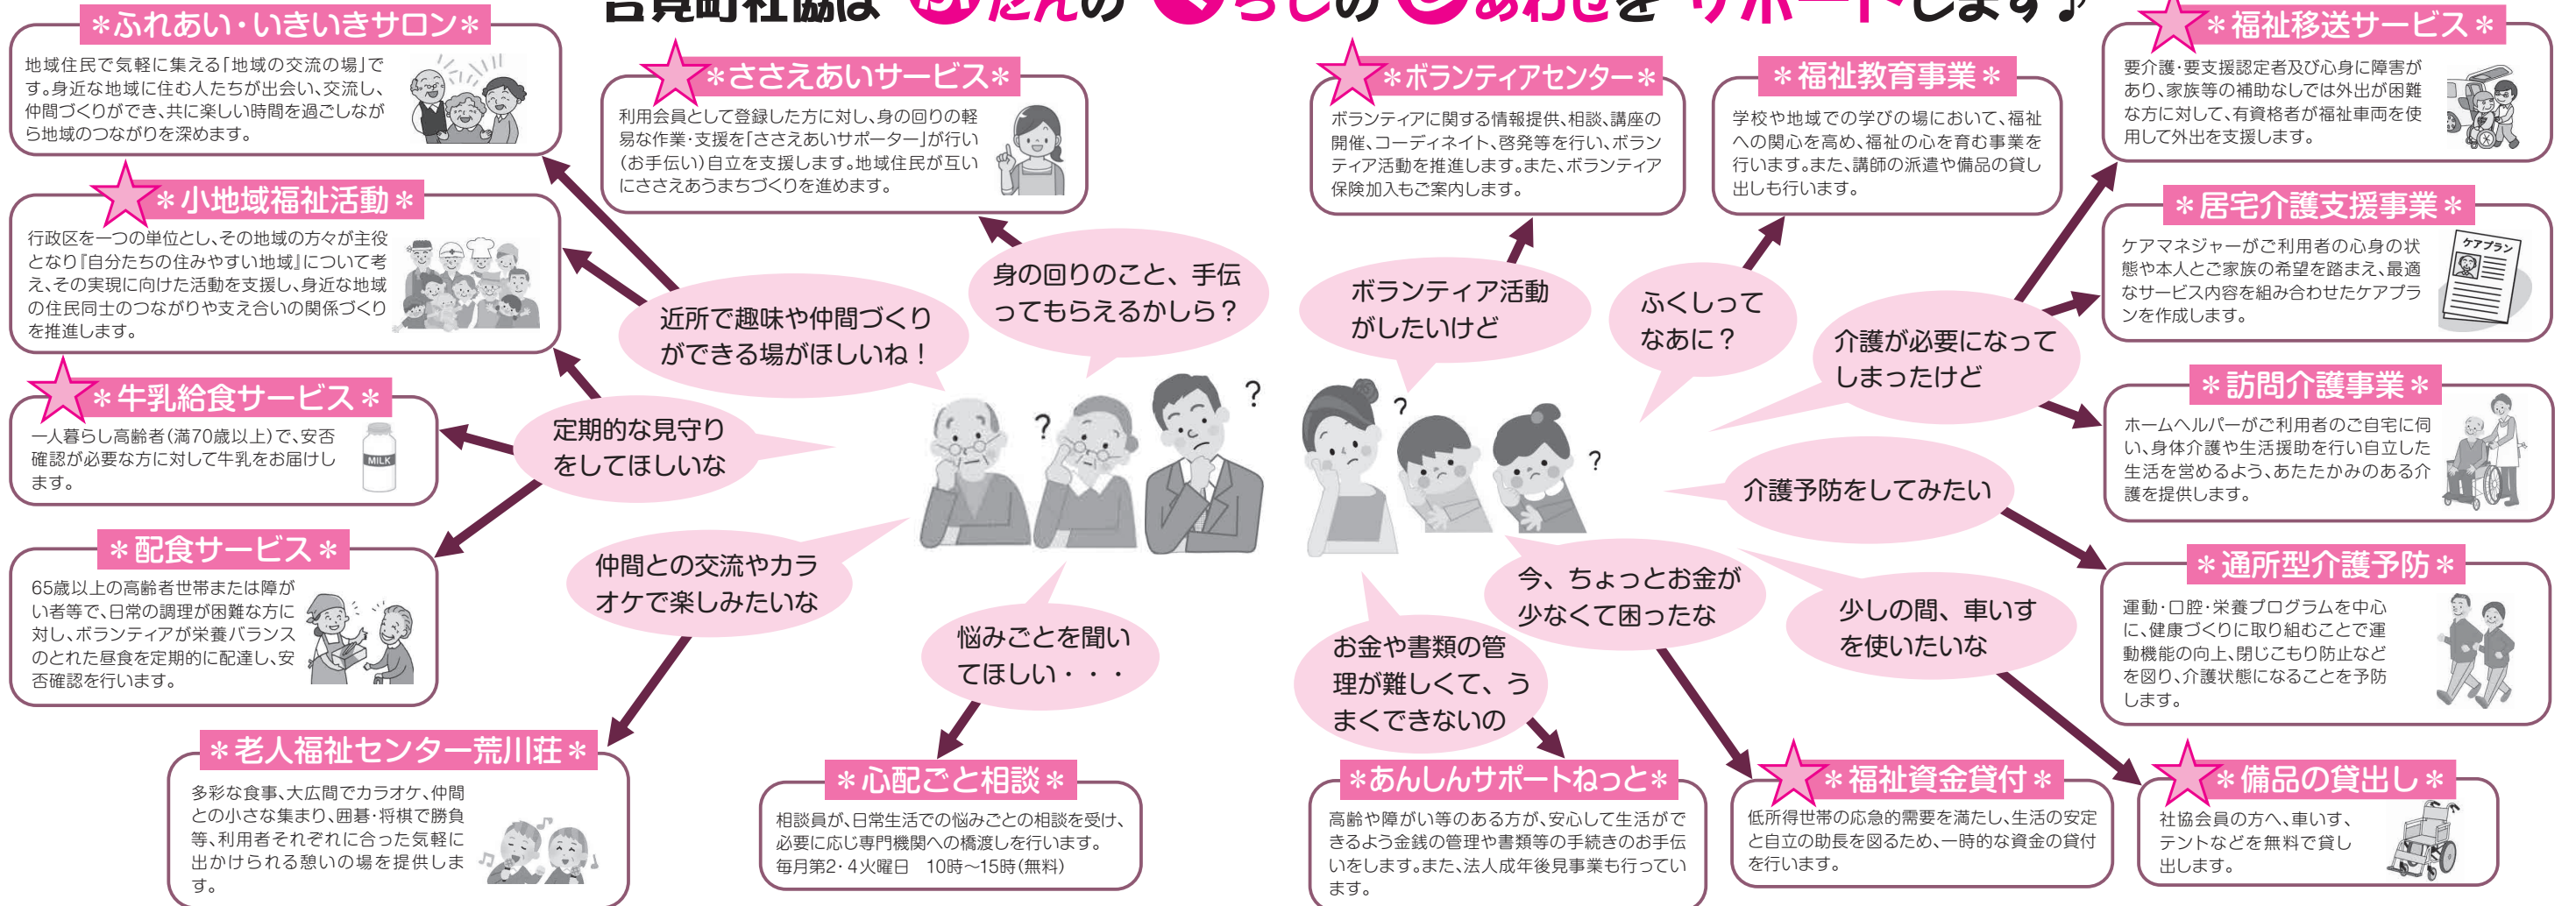 吉見町社協は ふだんの くらしの しあわせを サポートします♪
＊ふれあい・いきいきサロン＊
地域住民で気軽に集える「地域の交流の場」で
す。身近な地域に住む人たちが出会い、交流し、
仲間づくりができ、共に楽しい時間を過ごしなが
ら地域のつながりを深めます。
＊小地域福祉活動＊
行政区を一つの単位とし、その地域の方々が主役
となり『自分たちの住みやすい地域』について考
え、その実現に向けた活動を支援し、身近な地域
の住民同士のつながりや支え合いの関係づくり
を推進します。
＊牛乳給食サービス＊
一人暮らし高齢者（満70歳以上）で、安否
確認が必要な方に対して牛乳をお届けし
ます。
MILK
＊配食サービス＊
65歳以上の高齢者世帯または障が
い者等で、日常の調理が困難な方に
対し、ボランティアが栄養バランス
のとれた昼食を定期的に配達し、安
否確認を行います。
＊老人福祉センター荒川荘＊
多彩な食事、大広間でカラオケ、仲間
との小さな集まり、囲碁・将棋で勝負
等、利用者それぞれに合った気軽に
出かけられる憩いの場を提供しま
す。
＊ささえあいサービス＊
利用会員として登録した方に対し、身の回りの軽
易な作業・支援を「ささえあいサポーター」が行い
（お手伝い）自立を支援します。地域住民が互い
にささえあうまちづくりを進めます。
身の回りのこと、手伝
ってもらえるかしら？
近所で趣味や仲間づくり
ができる場がほしいね！
定期的な見守り
をしてほしいな
仲間との交流やカラ
オケで楽しみたいな
悩みごとを聞い
てほしい・・・
?
?
＊心配ごと相談＊
相談員が、日常生活での悩みごとの相談を受け、
必要に応じ専門機関への橋渡しを行います。
毎月第2・4火曜日　10時～15時（無料）
＊ボランティアセンター＊
ボランティアに関する情報提供、相談、講座の
開催、コーディネイト、啓発等を行い、ボラン
ティア活動を推進します。また、ボランティア
保険加入もご案内します。
＊福祉教育事業＊
学校や地域での学びの場において、福祉
への関心を高め、福祉の心を育む事業を
行います。また、講師の派遣や備品の貸し
出しも行います。
ボランティア活動
がしたいけど
ふくしって
なあに？
介護が必要になって
しまったけど
?
?
介護予防をしてみたい
今、ちょっとお金が
少なくて困ったな
少しの間、車いす
を使いたいな
お金や書類の管
理が難しくて、う
まくできないの
＊あんしんサポートねっと＊
高齢や障がい等のある方が、安心して生活がで
きるよう金銭の管理や書類等の手続きのお手伝
いをします。また、法人成年後見事業も行ってい
ます。
＊福祉資金貸付＊
低所得世帯の応急的需要を満たし、生活の安定
と自立の助長を図るため、一時的な資金の貸付
を行います。
＊福祉移送サービス＊
要介護・要支援認定者及び心身に障害が
あり、家族等の補助なしでは外出が困難
な方に対して、有資格者が福祉車両を使
用して外出を支援します。
＊居宅介護支援事業＊
ケアマネジャーがご利用者の心身の状
態や本人とご家族の希望を踏まえ、最適
なサービス内容を組み合わせたケアプラ
ンを作成します。
ケアプラン
＊訪問介護事業＊
ホームヘルパーがご利用者のご自宅に伺
い、身体介護や生活援助を行い自立した
生活を営めるよう、あたたかみのある介
護を提供します。
＊通所型介護予防＊
運動・口腔・栄養プログラムを中心
に、健康づくりに取り組むことで運
動機能の向上、閉じこもり防止など
を図り、介護状態になることを予防
します。
＊備品の貸出し＊
社協会員の方へ、車いす、
テントなどを無料で貸し
出します。